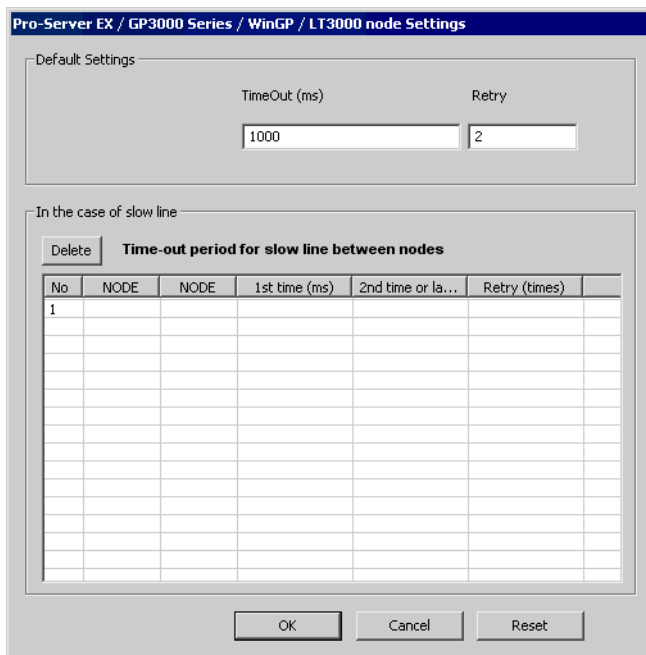 Pro-Server EX / GP3000 Series / WinGP / LT3000 node Settings
Default Settings
TimeOut (ms) Retry
1000 2
In the case of slow line
Delete Time-out period for slow line between nodes
No NODE NODE 1st time (ms) 2nd time or la... Retry (times)
1
OK Cancel Reset